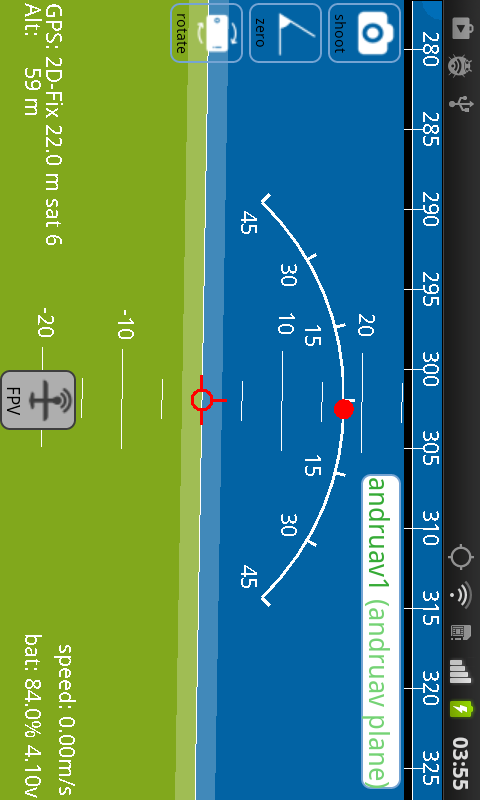 03:55
280 285 290 295 300 305 310 315 320 325
shoot
zero
rotate
andruav1 (andruav plane)
20
45 30 15 15 30 45
10
-10
-20
GPS: 2D-Fix 22.0 m sat 6
Alt: 59 m
FPV
speed: 0.00m/s
bat: 84.0% 4.10v